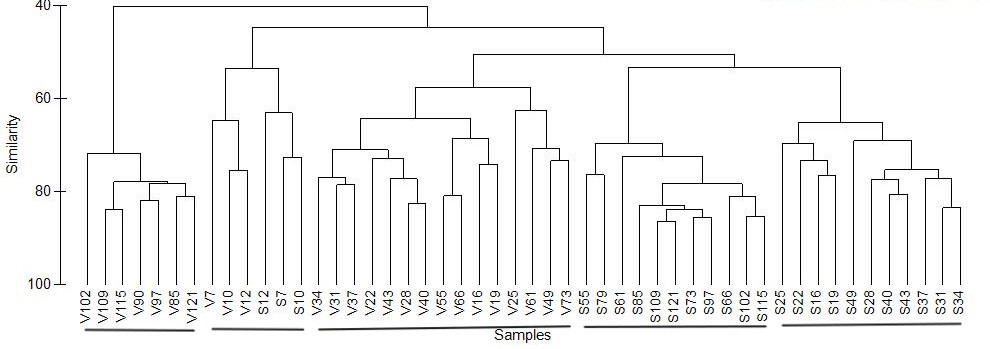 40
60
Similarity
80
100
V102 V109 V115 V90 V97 V85 V121 V7 V10 V12 S12 S7 S10 V34 V31 V37 V22 V43 V28 V40 V55 V66 V16 V19 V25 V61 V49 V73 S55 S79 S61 S85 S109 S121 S73 S97 S66 S102 S115 S25 S22 S16 S19 S49 S28 S40 S43 S37 S31 S34
Samples